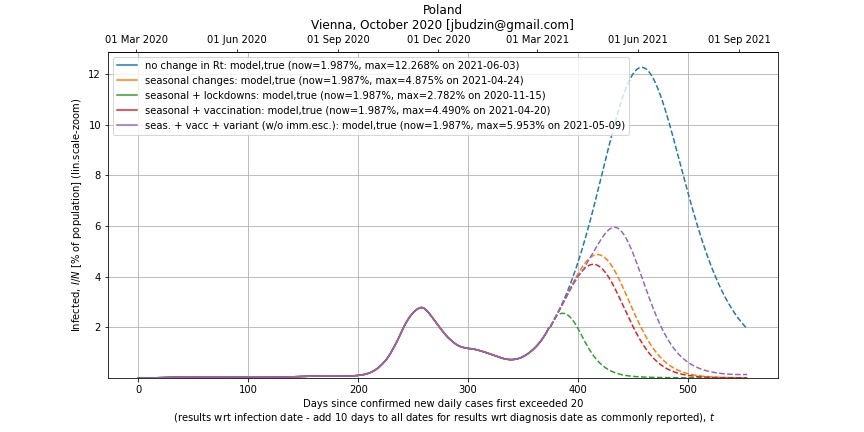 Poland
Vienna, October 2020 [jbudzin@gmail.com]
01 Mar 2020 01 Jun 2020 01 Sep 2020 01 Dec 2020 01 Mar 2021 01 Jun 2021 01 Sep 2021
no change in Rt: model,true (now=1.987%, max=12.268% on 2021-06-03)
seasonal changes: model,true (now=1.987%, max=4.875% on 2021-04-24)
seasonal + lockdowns: model,true (now=1.987%, max=2.782% on 2020-11-15)
seasonal + vaccination: model,true (now=1.987%, max=4.490% on 2021-04-20)
seas. + vacc + variant (w/o imm.esc.): model,true (now=1.987%, max=5.953% on 2021-05-09)
Infected, I/N [% of population] (lin.scale-zoom)
12
10
8
6
4
2
0 100 200 300 400 500
Days since confirmed new daily cases first exceeded 20
(results wrt infection date - add 10 days to all dates for results wrt diagnosis date as commonly reported), t